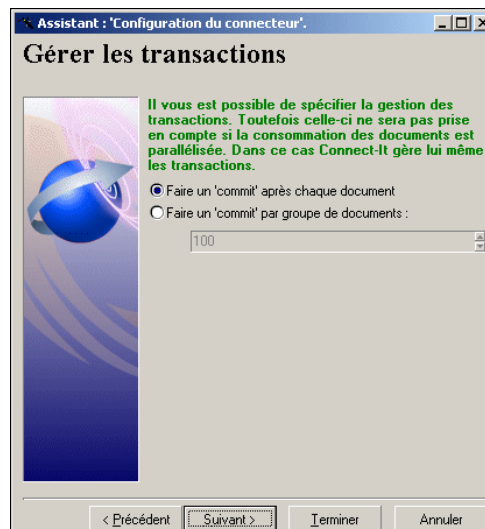 Assistant : 'Configuration du connecteur'.
Gérer les transactions
Il vous est possible de spécifier la gestion des
transactions. Toutefois celle-ci ne sera pas prise
en compte si la consommation des documents est
parallélisée. Dans ce cas Connect-It gère lui même
les transactions.
Faire un 'commit' après chaque document
Faire un 'commit' par groupe de documents :
100
< Précédent Suivant > Terminer Annuler